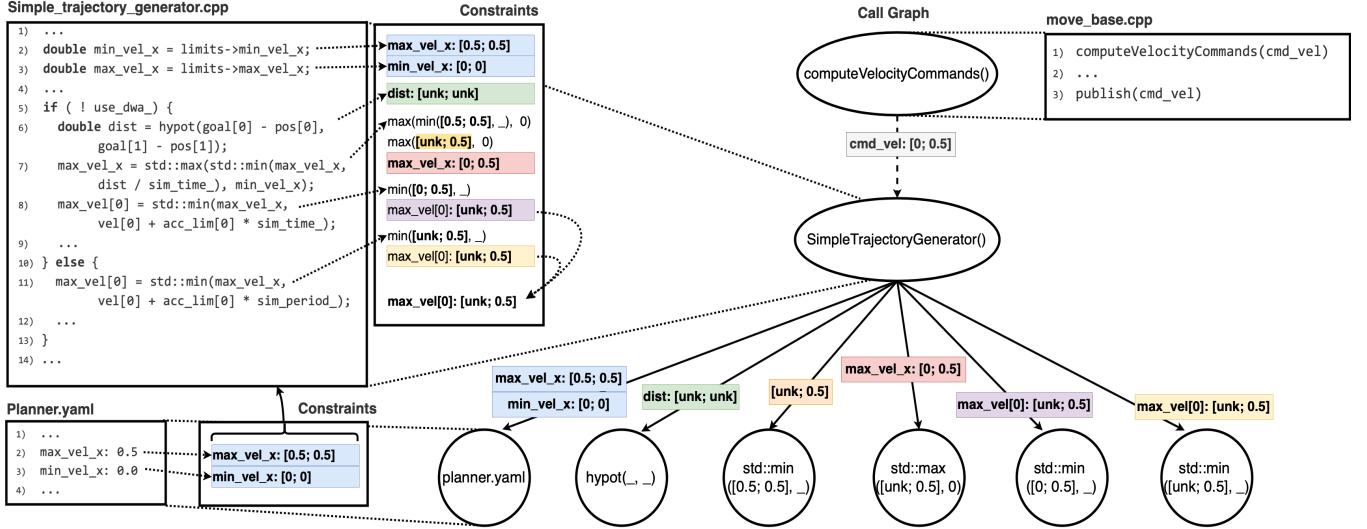 Simple_trajectory_generator.cpp
1) ...
2) double min_vel_x = limits->min_vel_x;
3) double max_vel_x = limits->max_vel_x;
4) ...
5) if ( ! use_dwa_) {
6) double dist = hypot(goal[0] - pos[0],
goal[1] - pos[1]);
7) max_vel_x = std::max(std::min(max_vel_x,
dist / sim_time_), min_vel_x);
8) max_vel[0] = std::min(max_vel_x,
vel[0] + acc_lim[0] * sim_time_);
9) ...
10) } else {
11) max_vel[0] = std::min(max_vel_x,
vel[0] + acc_lim[0] * sim_period_);
12) ...
13) }
14) ...
Constraints
max_vel_x: [0.5; 0.5]
min_vel_x: [0; 0]
dist: [unk; unk]
max(min([0.5; 0.5], _), 0)
max([unk; 0.5], 0)
max_vel_x: [0; 0.5]
min([0; 0.5], _)
max_vel[0]: [unk; 0.5]
min([unk; 0.5], _)
max_vel[0]: [unk; 0.5]
max_vel[0]: [unk; 0.5]
Planner.yaml
1) ...
2) max_vel_x: 0.5
3) min_vel_x: 0.0
4) ...
Constraints
max_vel_x: [0.5; 0.5]
min_vel_x: [0; 0]
Call Graph
computeVelocityCommands()
move_base.cpp
1) computeVelocityCommands(cmd_vel)
2) ...
3) publish(cmd_vel)
cmd_vel: [0; 0.5]
SimpleTrajectoryGenerator()
max_vel_x: [0.5; 0.5]
min_vel_x: [0; 0]
dist: [unk; unk]
[unk; 0.5]
max_vel_x: [0; 0.5]
max_vel[0]: [unk; 0.5]
max_vel[0]: [unk; 0.5]
planner.yaml
hypot(_, _)
std::min
([0.5; 0.5], _)
std::max
([unk; 0.5], 0)
std::min
([0; 0.5], _)
std::min
([unk; 0.5], _)